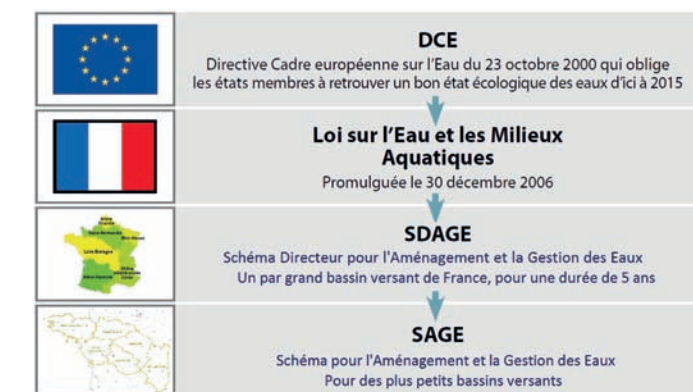 DCE
Directive Cadre européenne sur l'Eau du 23 octobre 2000 qui oblige
les états membres à retrouver un bon état écologique des eaux d'ici à 2015
Loi sur l'Eau et les Milieux
Aquatiques
Promulguée le 30 décembre 2006
SDAGE
Schéma Directeur pour l'Aménagement et la Gestion des Eaux
Un par grand bassin versant de France, pour une durée de 5 ans
SAGE
Schéma pour l'Aménagement et la Gestion des Eaux
Pour des plus petits bassins versants